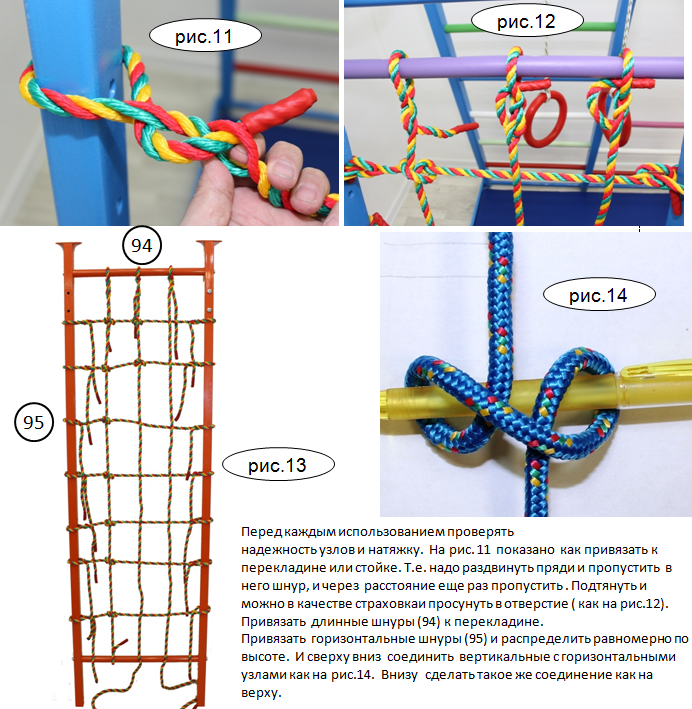 рис.11
рис.12
94
рис.14
95
рис.13
Перед каждым использованием проверять
надежность узлов и натяжку. На рис. 11 показано как привязать к
перекладине или стойке. Т.е. надо раздвинуть пряди и пропустить в
него шнур, и через расстояние еще раз пропустить . Подтянуть и
можно в качестве страховкаи просунуть в отверстие ( как на рис.12).
Привязать длинные шнуры (94) к перекладине.
Привязать горизонтальные шнуры (95) и распределить равномерно по
высоте. И сверху вниз соединить вертикальные с горизонтальными
узлами как на рис.14. Внизу сделать такое же соединение как на
верху.